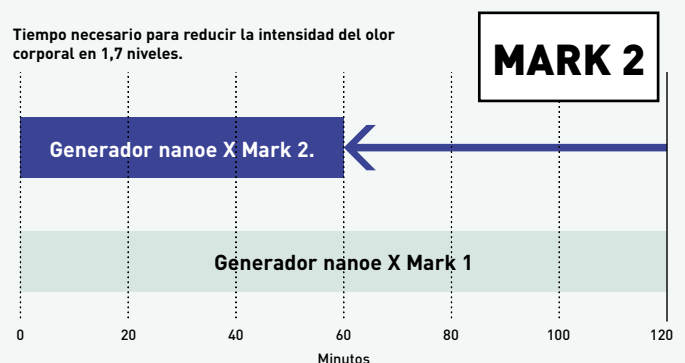 Tiempo necesario para reducir la intensidad del olor
corporal en 1,7 niveles.
MARK 2
Generador nanoe X Mark 2.
Generador nanoe X Mark 1
0 20 40 60 80 100 120
Minutos